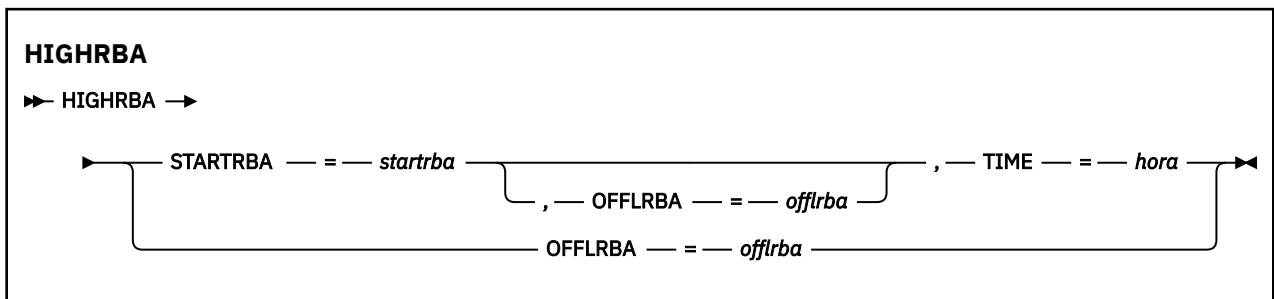 HIGHRBA
HIGHRBA
STARTRBA = startrba , TIME = hora
, OFFLRBA = offlrba
OFFLRBA = offlrba